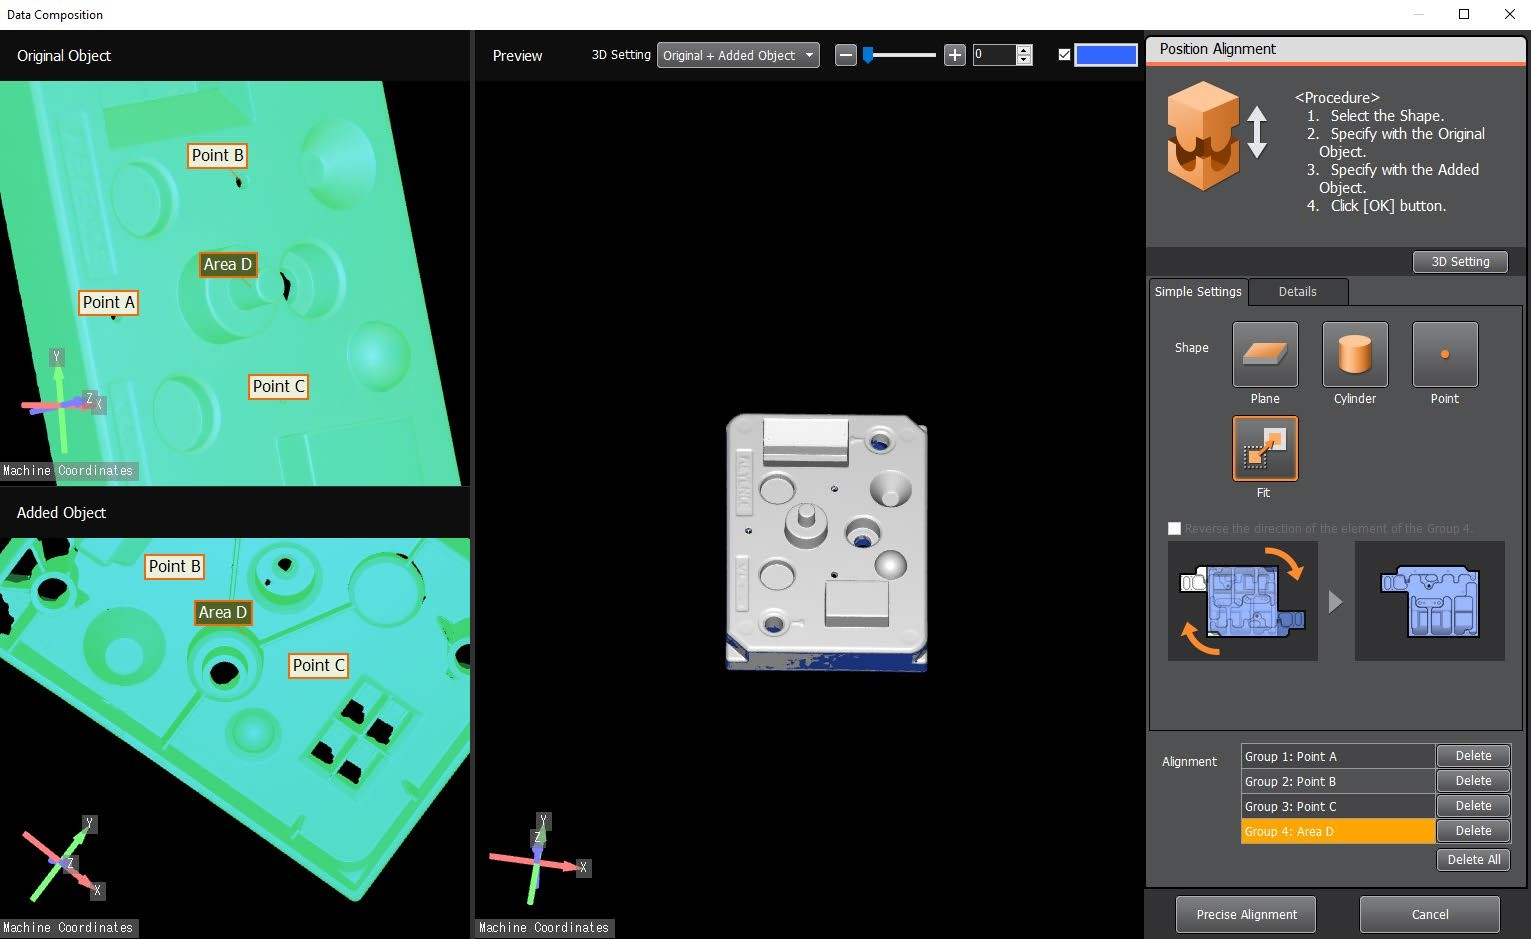 Data Composition
Original Object
Point B
Area D
Point A
Point C
Y
Z
X
Machine Coordinates
Added Object
Point B
Area D
Point C
Y
Z
X
Machine Coordinates
Preview
3D Setting
Original + Added Object
0
KEYENCE
Y
Z
X
Machine Coordinates
Position Alignment
<Procedure>
1. Select the Shape.
2. Specify with the Original
Object.
3. Specify with the Added
Object.
4. Click [OK] button.
3D Setting
Simple Settings
Details
Shape
Plane
Cylinder
Point
Fit
Reverse the direction of the element of the Group 4.
Alignment
Group 1: Point A
Delete
Group 2: Point B
Delete
Group 3: Point C
Delete
Group 4: Area D
Delete
Delete All
Precise Alignment
Cancel